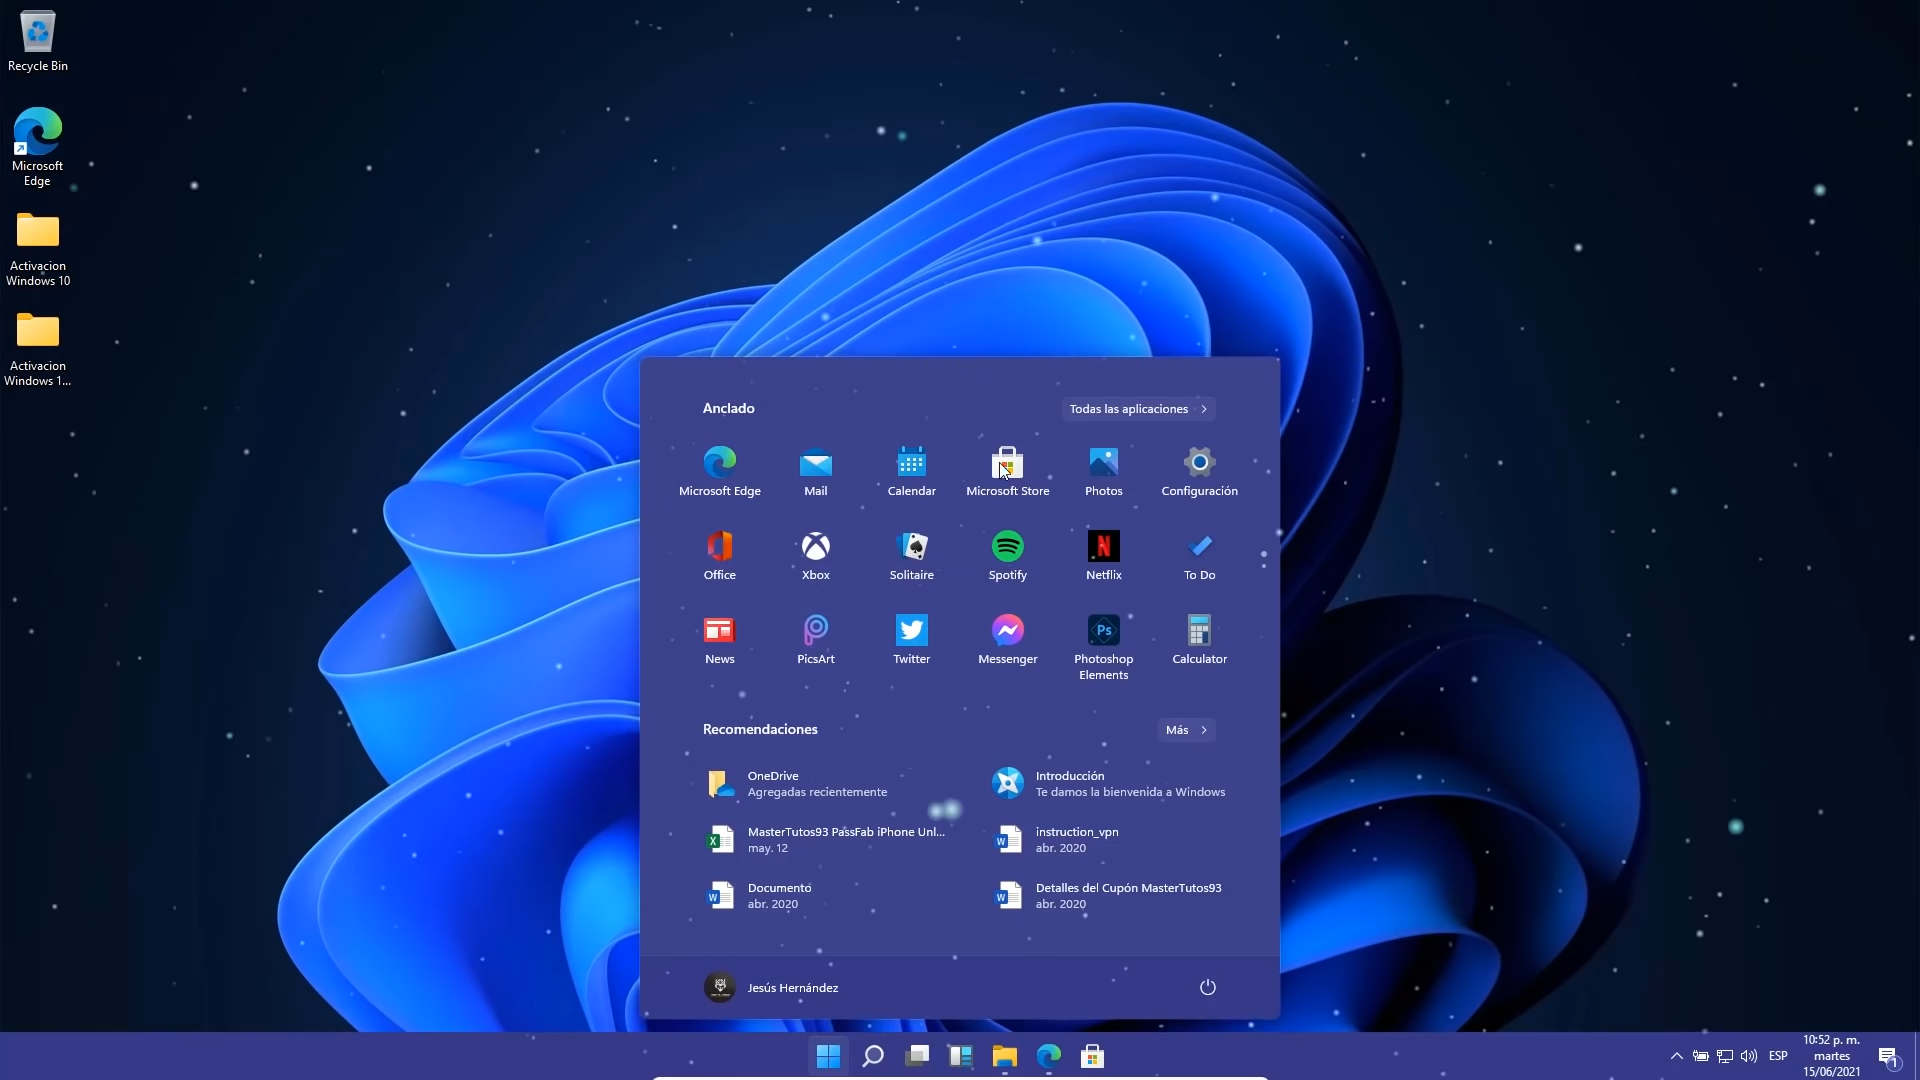 Recycle Bin
Microsoft
Edge
Activacion
Windows 10
Activacion
Windows 1...
Anclado
Todas las aplicaciones
Microsoft Edge
Mail
Calendar
Microsoft Store
Photos
Configuración
Office
Xbox
Solitaire
Spotify
Netflix
To Do
News
PicsArt
Twitter
Messenger
Photoshop
Elements
Calculator
Recomendaciones
Más
OneDrive
Agregadas recientemente
Introducción
Te damos la bienvenida a Windows
MasterTutos93 PassFab iPhone Unl...
may. 12
instruction_vpn
abr. 2020
Documento
abr. 2020
Detalles del Cupón MasterTutos93
abr. 2020
Jesús Hernández
ESP
10:52 p. m.
martes
15/06/2021
1